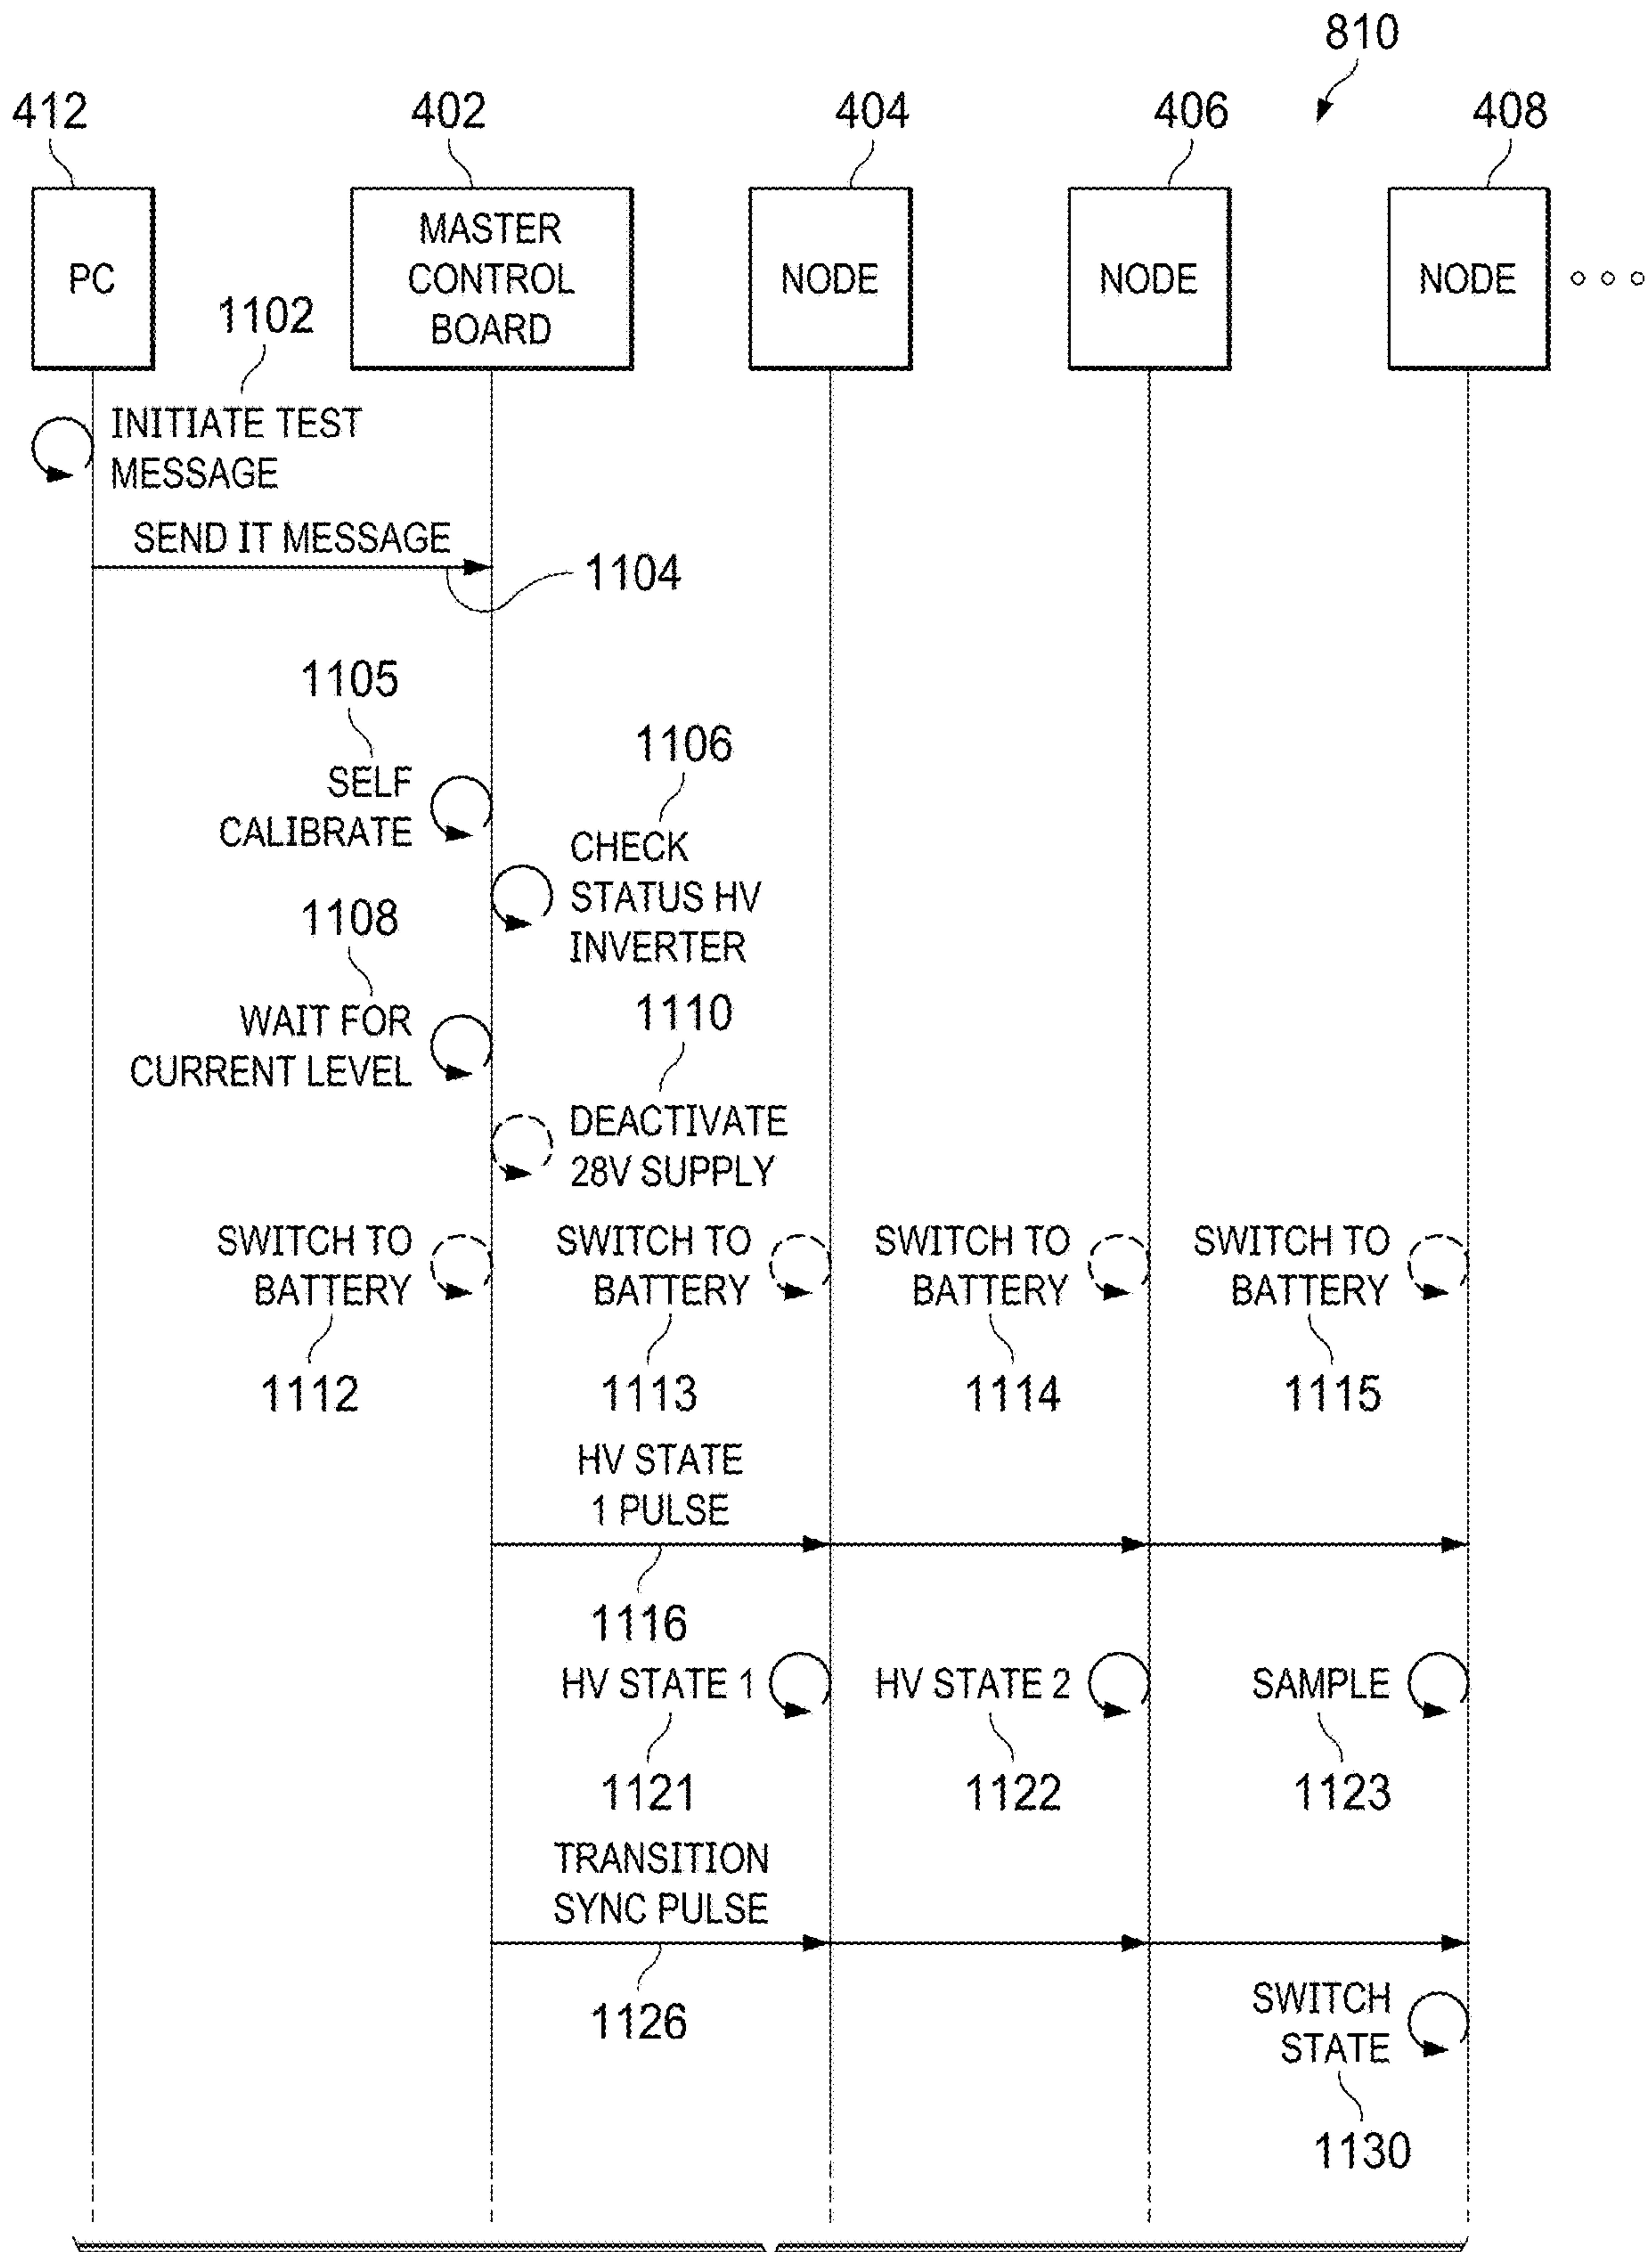 810
412
402
404
406
408
PC
MASTER
CONTROL
BOARD
NODE
NODE
NODE
1102
INITIATE TEST
MESSAGE
SEND IT MESSAGE
1104
1105
SELF
CALIBRATE
1106
CHECK
STATUS HV
INVERTER
1108
WAIT FOR
CURRENT LEVEL
1110
DEACTIVATE
28V SUPPLY
SWITCH TO
BATTERY
1112
SWITCH TO
BATTERY
1113
SWITCH TO
BATTERY
1114
SWITCH TO
BATTERY
1115
HV STATE
1 PULSE
1116
HV STATE 1
1121
HV STATE 2
1122
SAMPLE
1123
TRANSITION
SYNC PULSE
1126
SWITCH
STATE
1130